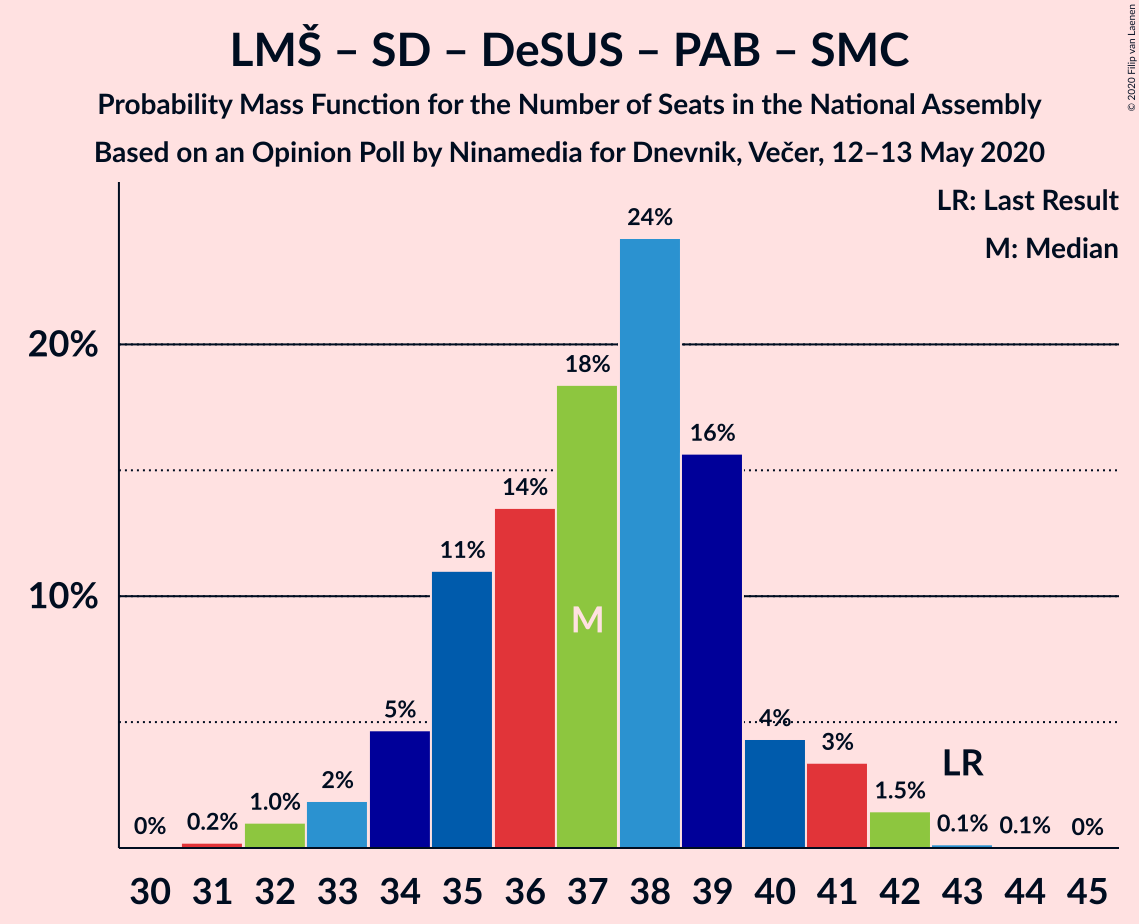 LMŠ – SD – DeSUS – PAB – SMC
Probability Mass Function for the Number of Seats in the National Assembly
Based on an Opinion Poll by Ninamedia for Dnevnik, Večer, 12–13 May 2020
© 2020 Filip van Laenen
LR: Last Result
M: Median
24%
20%
18%
16%
14%
11%
10%
M
5%
4%
3%
LR
2%
1.5%
1.0%
0%
0.2%
0.1%
0.1%
0%
30 31 32 33 34 35 36 37 38 39 40 41 42 43 44 45